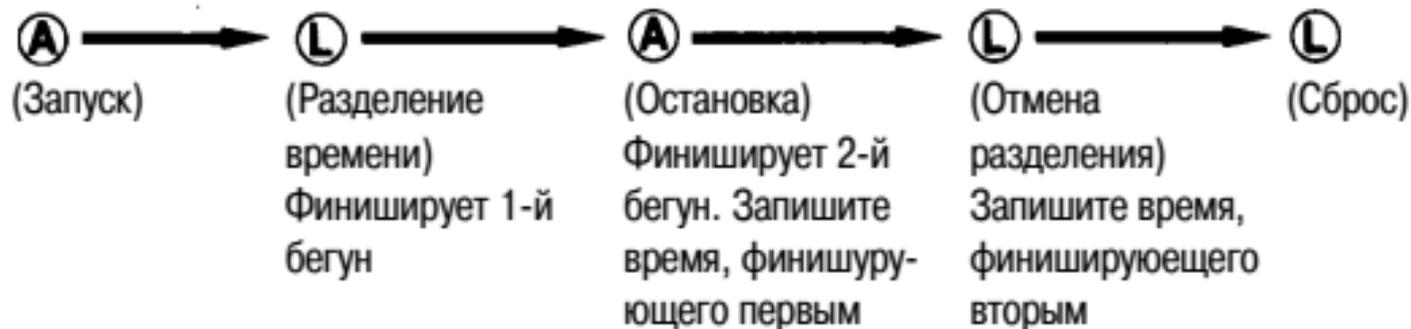 A L A L L
(Запуск) (Разделение (Остановка) (Отмена (Сброс)
времени) Финиширует 2-й разделения)
Финиширует 1-й бегун. Запишите Запишите время,
бегун время, финишуру- финишируюещего
ющего первым вторым